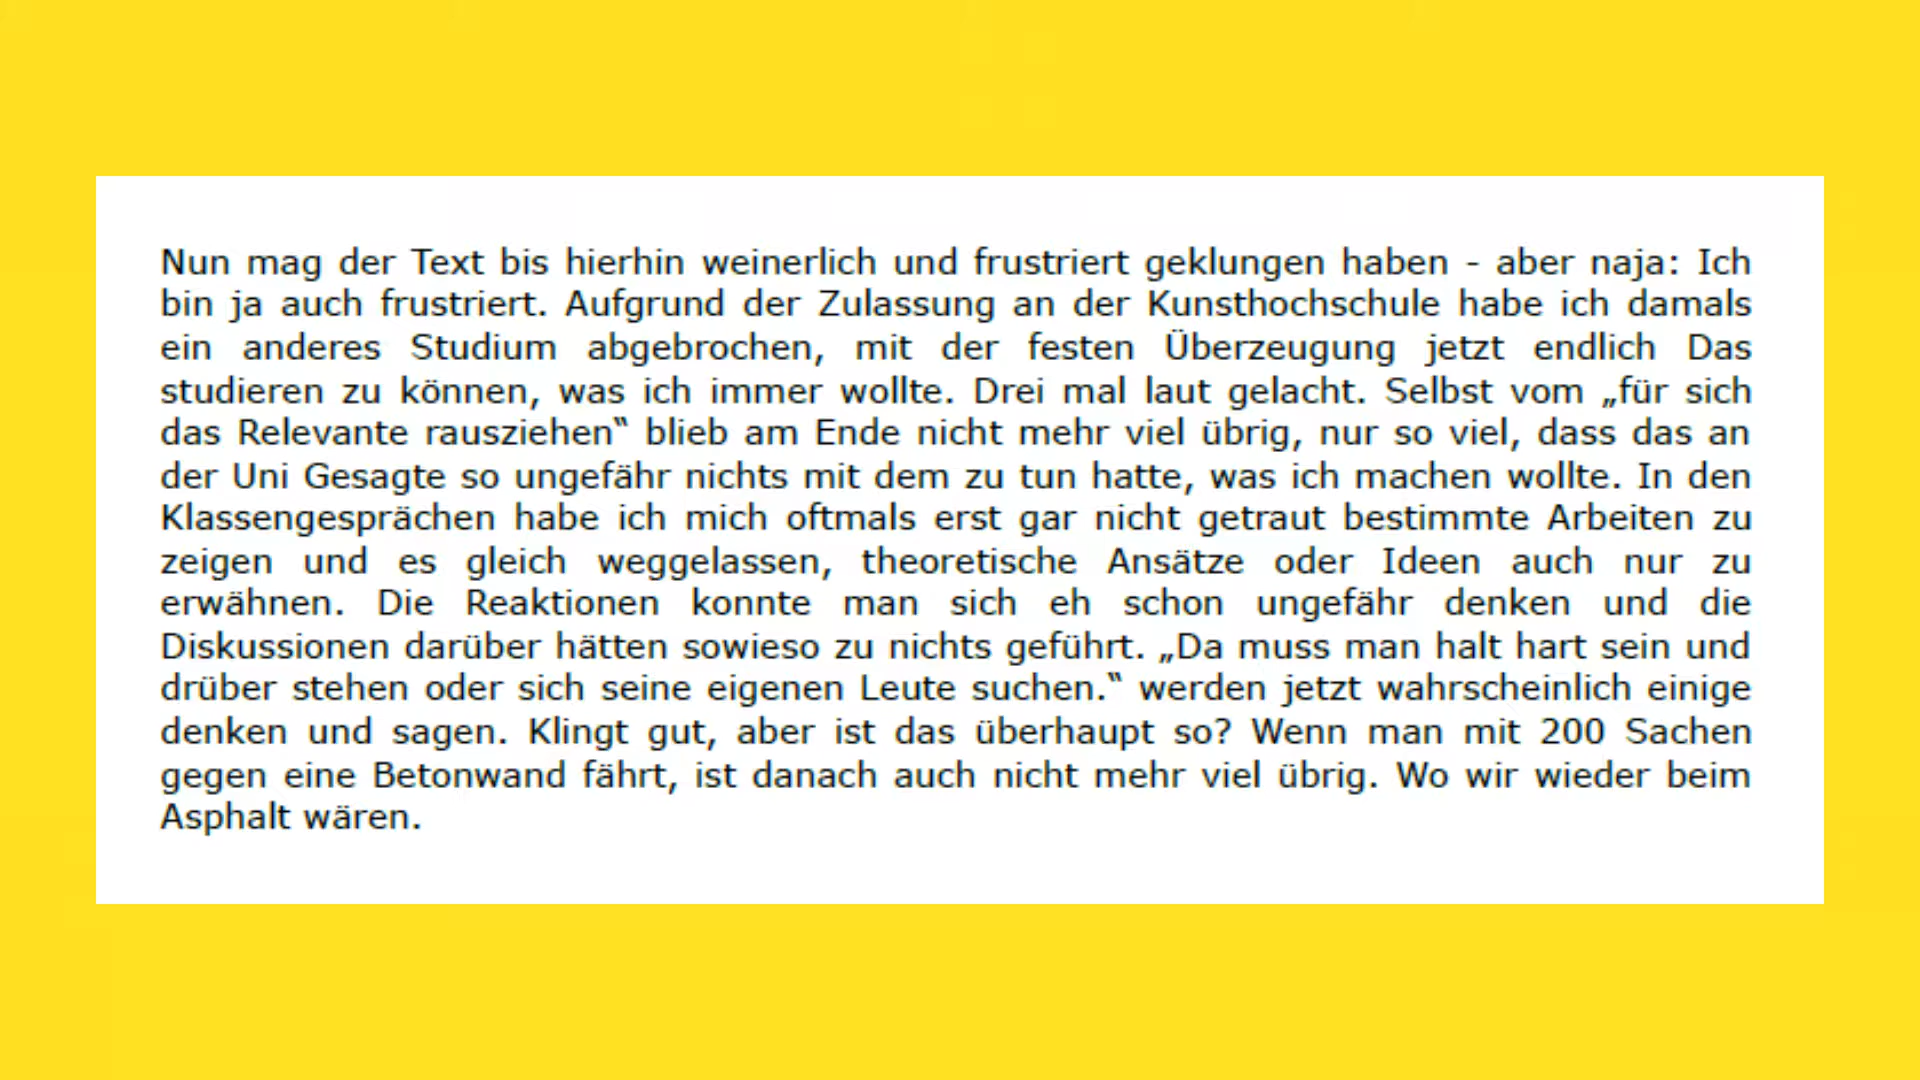 Nun mag der Text bis hierhin weinerlich und frustriert geklungen haben - aber naja: Ich
bin ja auch frustriert. Aufgrund der Zulassung an der Kunsthochschule habe ich damals
ein anderes Studium abgebrochen, mit der festen Überzeugung jetzt endlich Das
studieren zu können, was ich immer wollte. Drei mal laut gelacht. Selbst vom „für sich
das Relevante rausziehen‟ blieb am Ende nicht mehr viel übrig, nur so viel, dass das an
der Uni Gesagte so ungefähr nichts mit dem zu tun hatte, was ich machen wollte. In den
Klassengesprächen habe ich mich oftmals erst gar nicht getraut bestimmte Arbeiten zu
zeigen und es gleich weggelassen, theoretische Ansätze oder Ideen auch nur zu
erwähnen. Die Reaktionen konnte man sich eh schon ungefähr denken und die
Diskussionen darüber hätten sowieso zu nichts geführt. „Da muss man halt hart sein und
drüber stehen oder sich seine eigenen Leute suchen.‟ werden jetzt wahrscheinlich einige
denken und sagen. Klingt gut, aber ist das überhaupt so? Wenn man mit 200 Sachen
gegen eine Betonwand fährt, ist danach auch nicht mehr viel übrig. Wo wir wieder beim
Asphalt wären.